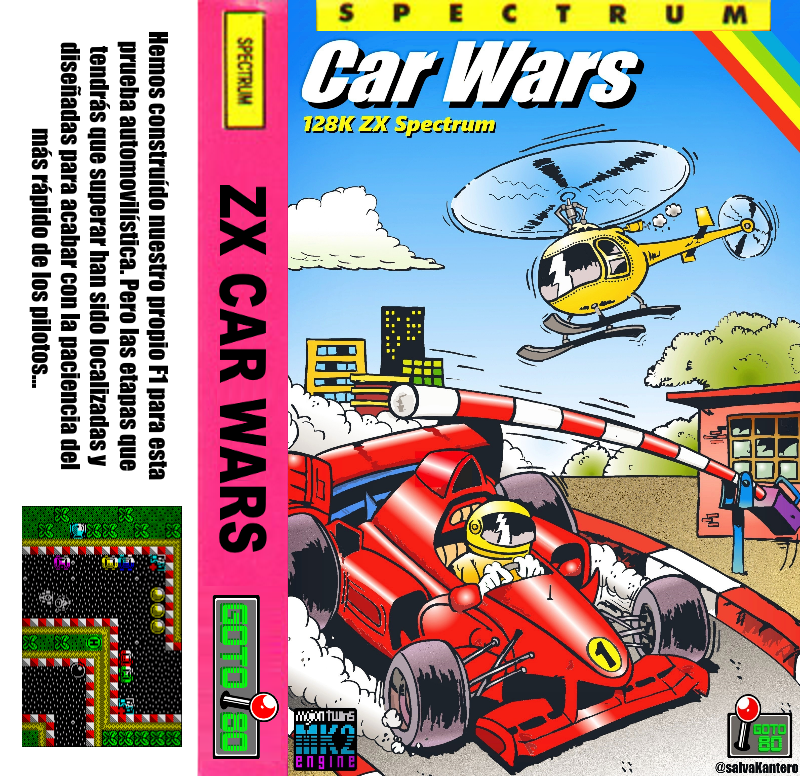 Hemos construído nuestro propio F1 para esta
prueba automovilística. Pero las etapas que
tendrás que superar han sido localizadas y
diseñadas para acabar con la paciencia del
más rápido de los pilotos...
SPECTRUM
ZX CAR WARS
GOTO
80
SPECTRUM
Car Wars
128K ZX Spectrum
1
1
mojon twins
MK2
engine
GOTO
80
@salvaKantero